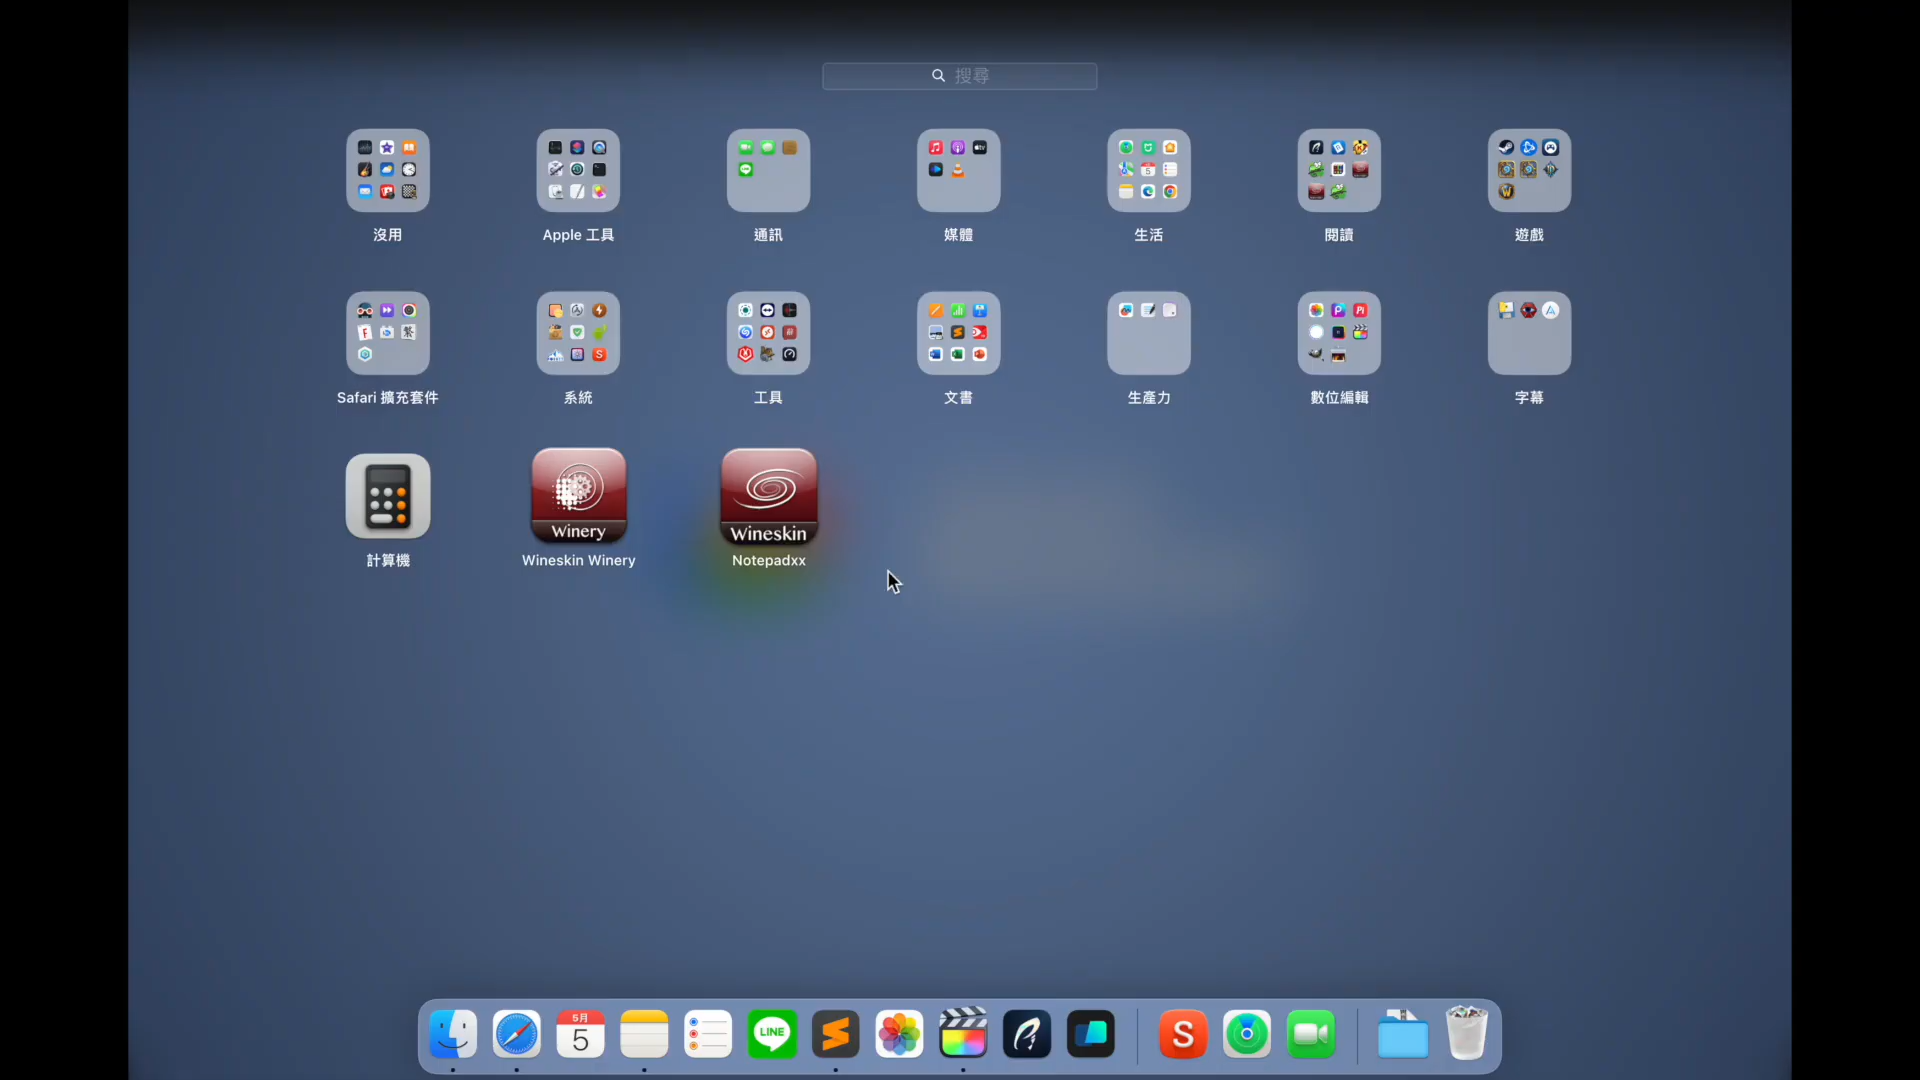 搜尋
沒用
Apple 工具
通訊
媒體
生活
閱讀
遊戲
Safari 擴充套件
系統
工具
文書
生產力
數位編輯
字幕
Winery
Wineskin
計算機
Wineskin Winery
Notepadxx
5月
5
LINE
S